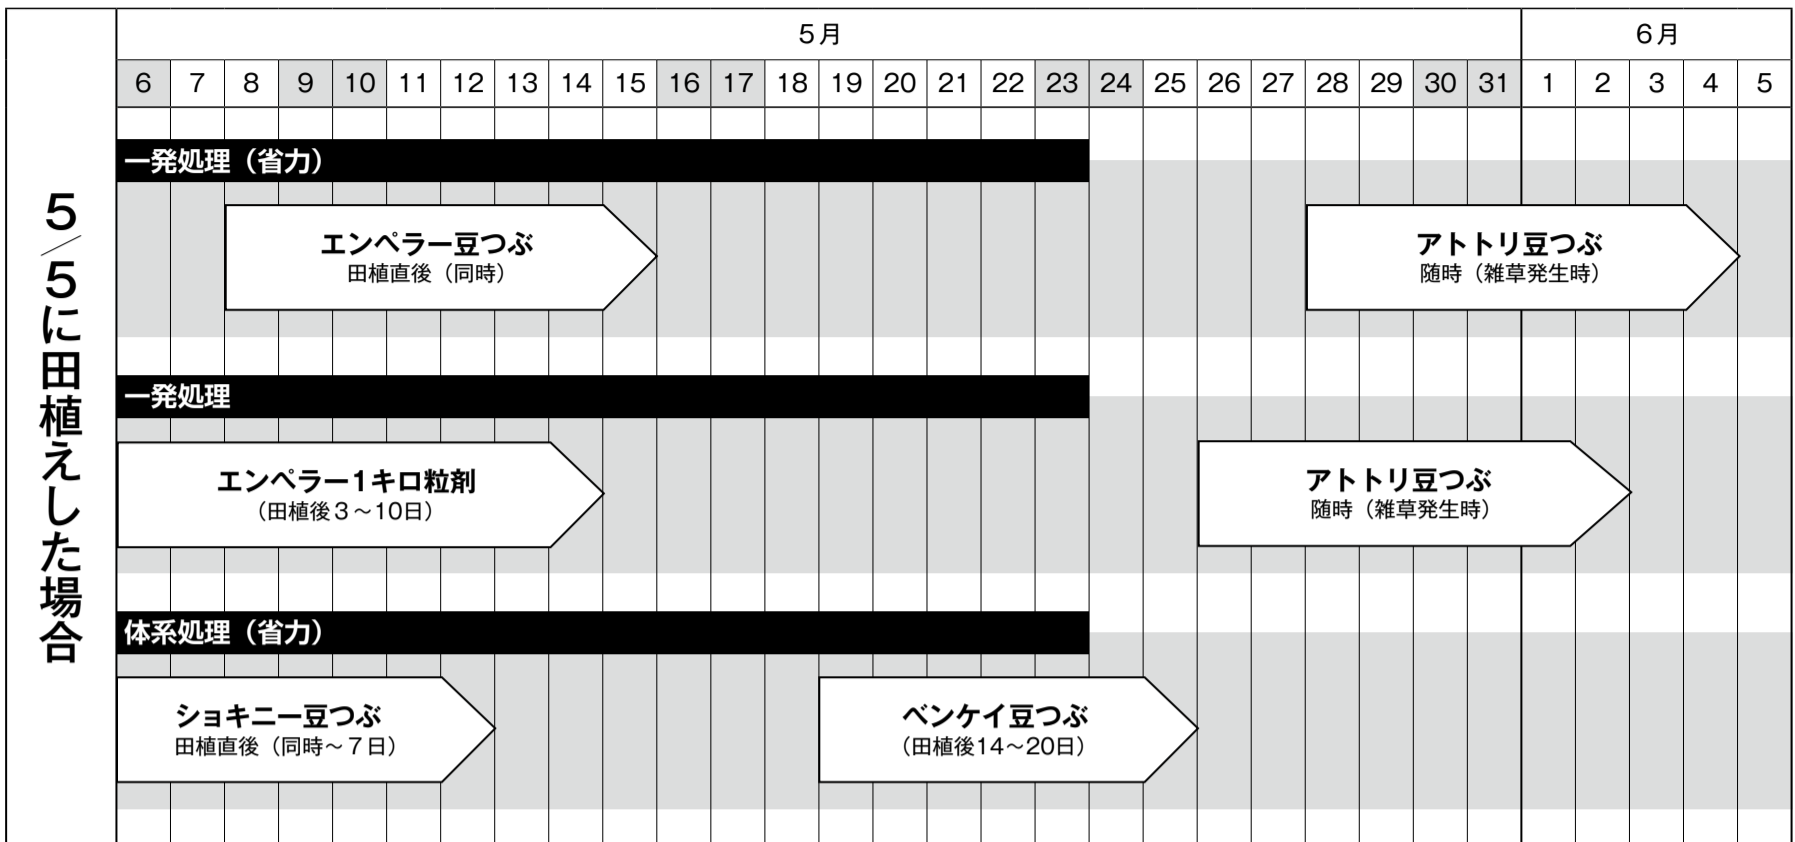 5月 6月
6 7 8 9 10 11 12 13 14 15 16 17 18 19 20 21 22 23 24 25 26 27 28 29 30 31 1 2 3 4 5
5/5に田植えした場合
一発処理（省力）
エンペラー豆つぶ
田植直後（同時）
アトトリ豆つぶ
随時（雑草発生時）
一発処理
エンペラー1キロ粒剤
（田植後３～10日）
アトトリ豆つぶ
随時（雑草発生時）
体系処理（省力）
ショキニー豆つぶ
田植直後（同時～７日）
ベンケイ豆つぶ
（田植後14～20日）